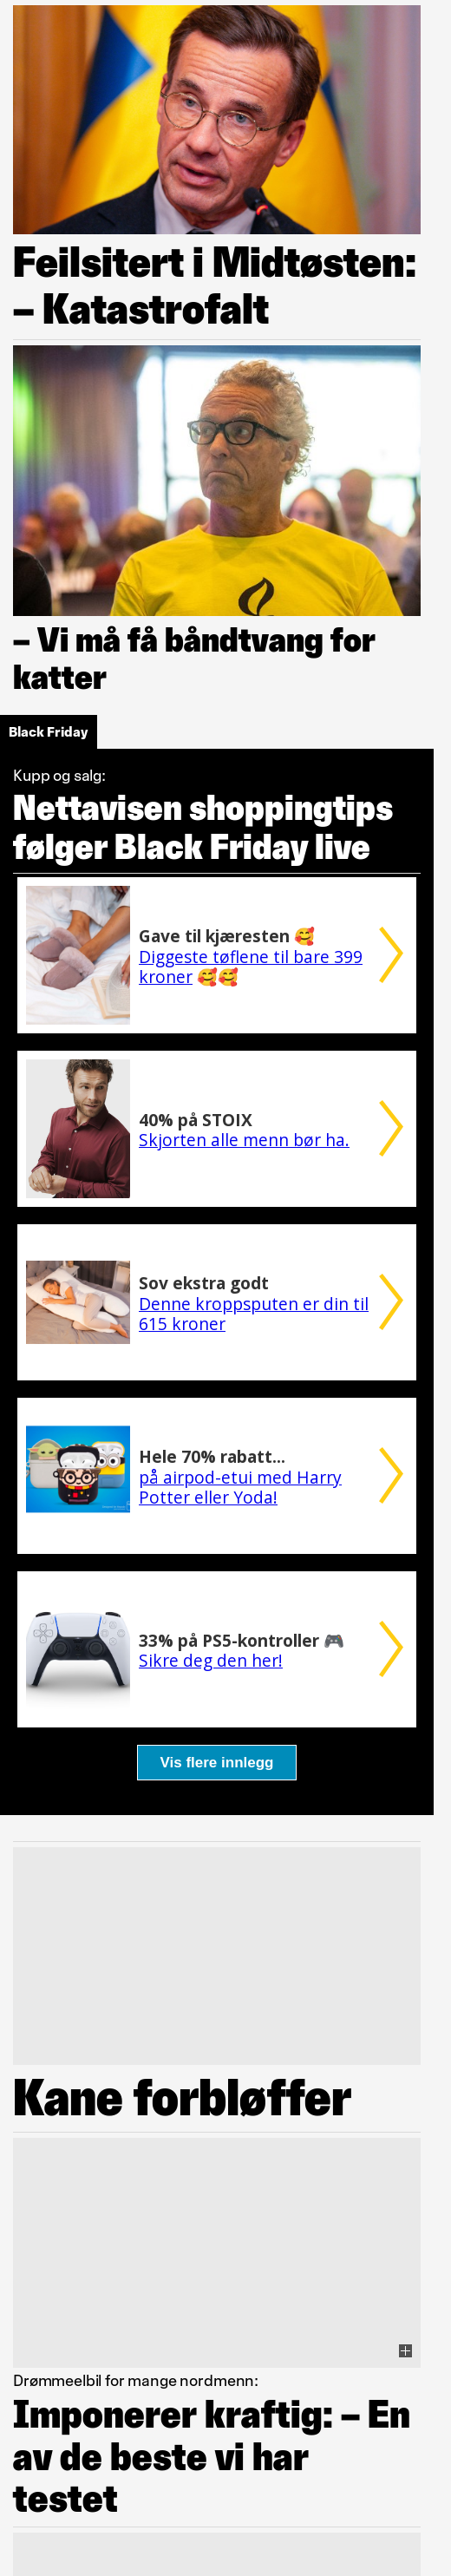 Feilsitert i Midtøsten:
– Katastrofalt
– Vi må få båndtvang for
katter
Black Friday
Kupp og salg:
Nettavisen shoppingtips
følger Black Friday live
Gave til kjæresten 🥰
Diggeste tøflene til bare 399
kroner 🥰🥰
40% på STOIX
Skjorten alle menn bør ha.
Sov ekstra godt
Denne kroppsputen er din til
615 kroner
Hele 70% rabatt...
på airpod-etui med Harry
Potter eller Yoda!
33% på PS5-kontroller 🎮
Sikre deg den her!
Vis flere innlegg
Kane forbløffer
Drømmeelbil for mange nordmenn:
Imponerer kraftig: – En
av de beste vi har
testet